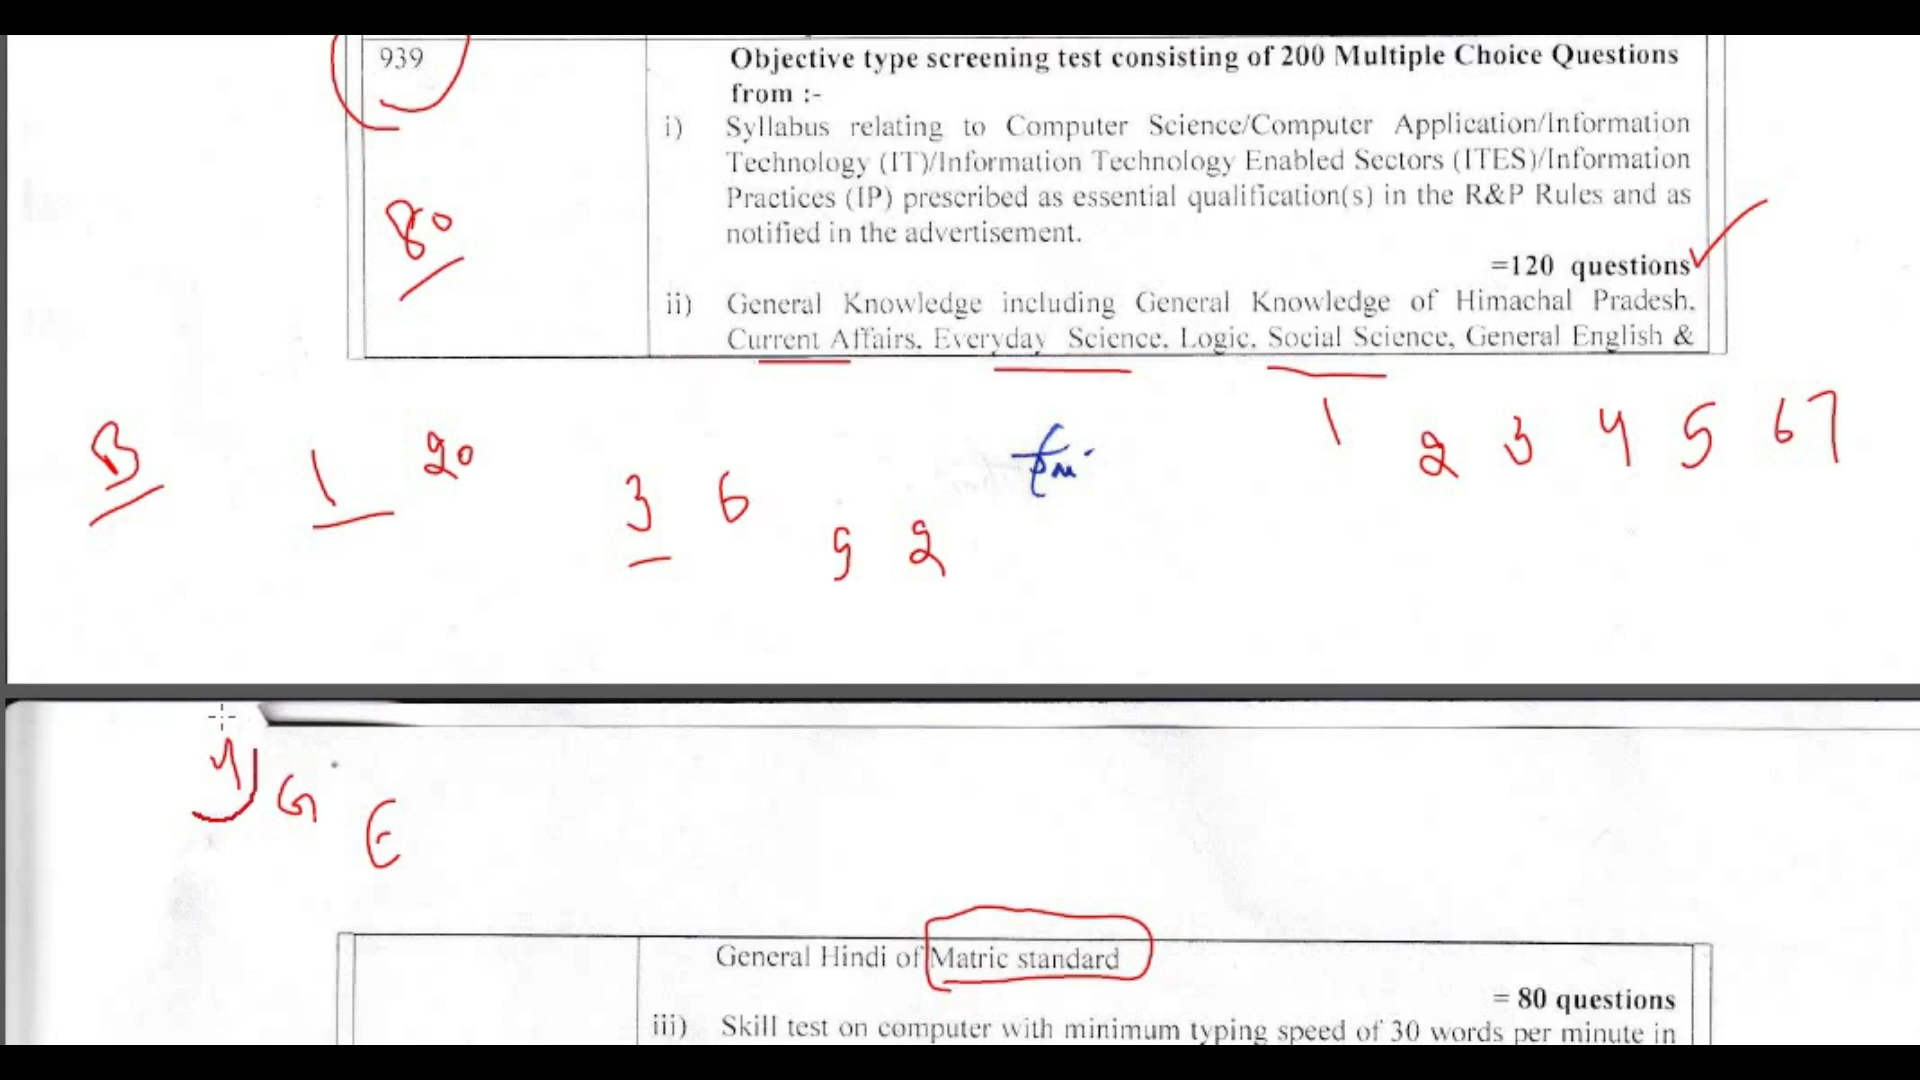 939
Objective type screening test consisting of 200 Multiple Choice Questions
from :-
i) Syllabus relating to Computer Science/Computer Application/Information
Technology (IT)/Information Technology Enabled Sectors (ITES)/Information
Practices (IP) prescribed as essential qualification(s) in the R&P Rules and as
notified in the advertisement.
80
=120 questions
ii) General Knowledge including General Knowledge of Himachal Pradesh,
Current Affairs, Everyday Science, Logic, Social Science, General English &
1 2 3 4 5 6 7
B 1 20
3 6
9 2
G
E
General Hindi of Matric standard
= 80 questions
iii) Skill test on computer with minimum typing speed of 30 words per minute in